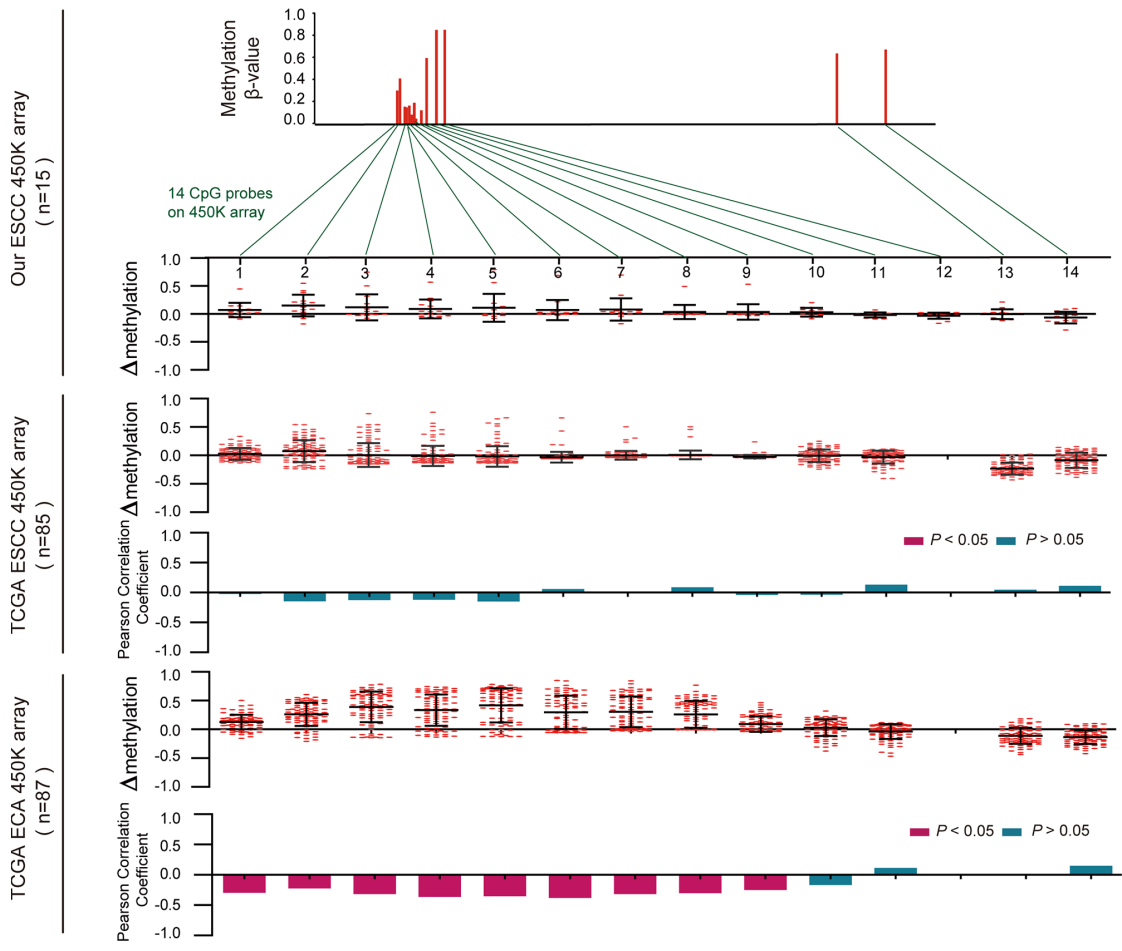 Our ESCC 450K array
( n=15 )
Methylation
β-value
1.0
0.8
0.6
0.4
0.2
0.0
14 CpG probes
on 450K array
Δmethylation
1.0
0.5
0.0
-0.5
-1.0
1 2 3 4 5 6 7 8 9 10 11 12 13 14
TCGA ESCC 450K array
( n=85 )
Δmethylation
1.0
0.5
0.0
-0.5
-1.0
Pearson Correlation
Coefficient
1.0
0.5
0.0
-0.5
-1.0
P < 0.05 P > 0.05
TCGA ECA 450K array
( n=87 )
Δmethylation
1.0
0.5
0.0
-0.5
-1.0
Pearson Correlation
Coefficient
1.0
0.5
0.0
-0.5
-1.0
P < 0.05 P > 0.05